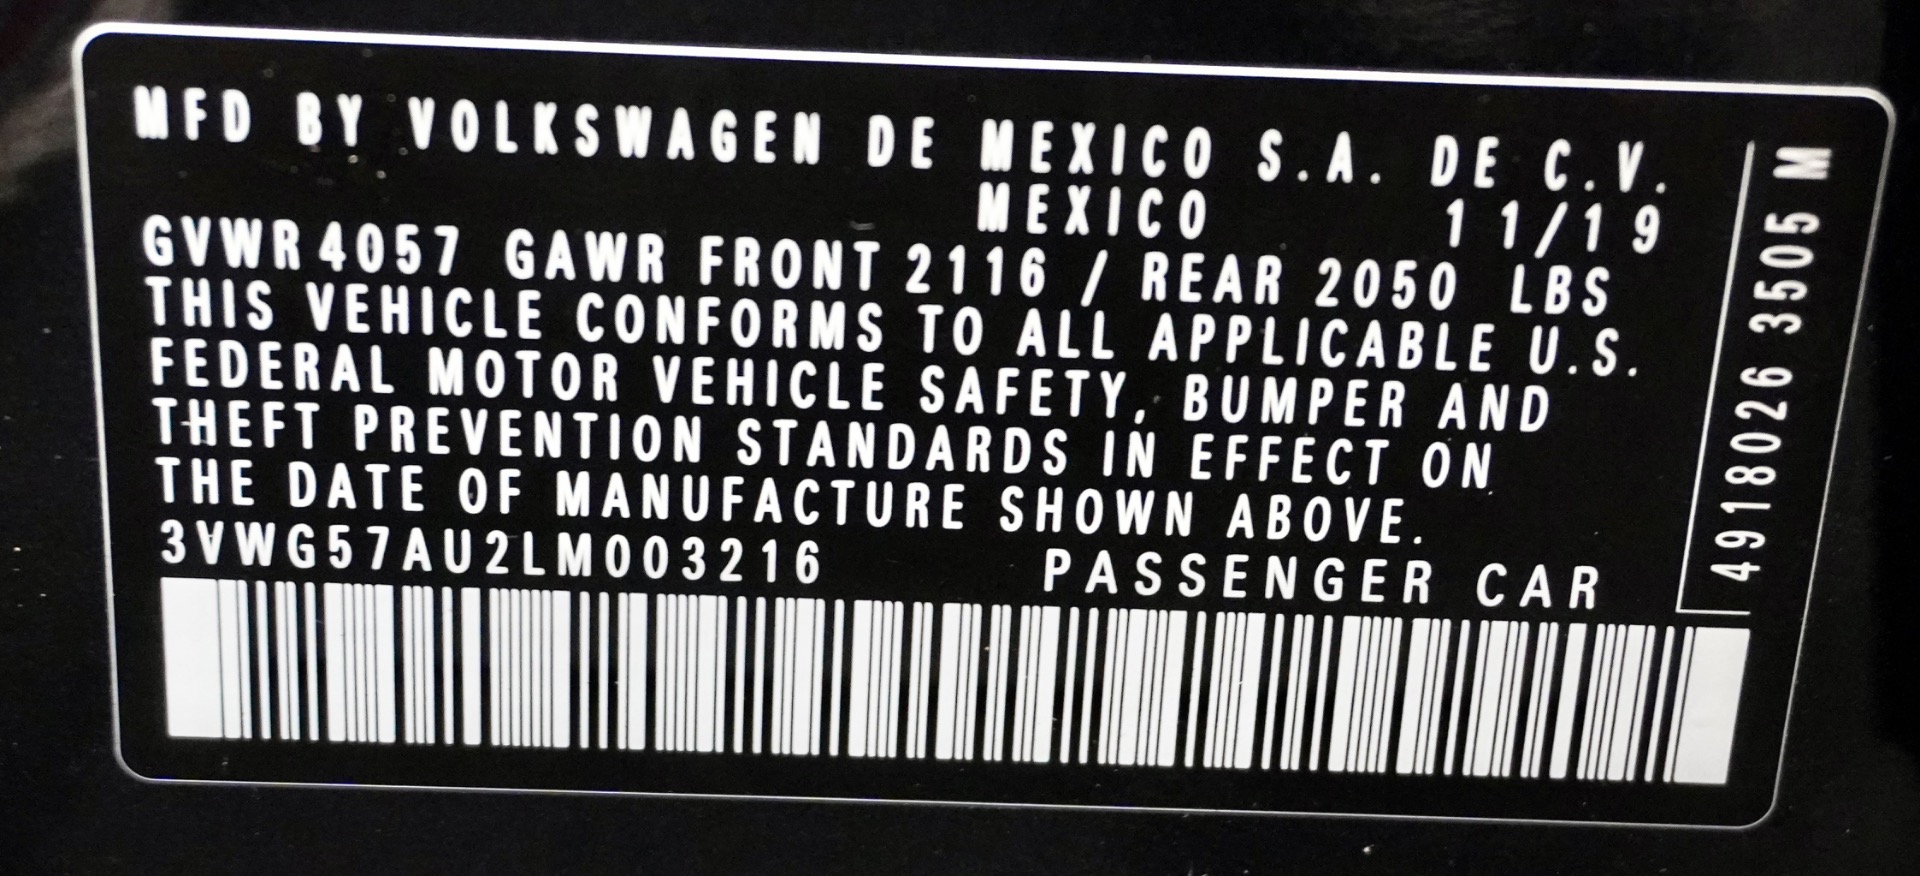 MFD BY VOLKSWAGEN DE MEXICO S.A. DE C.V.
MEXICO 11/19
GVWR 4057 GAWR FRONT 2116 / REAR 2050 LBS
THIS VEHICLE CONFORMS TO ALL APPLICABLE U.S.
FEDERAL MOTOR VEHICLE SAFETY, BUMPER AND
THEFT PREVENTION STANDARDS IN EFFECT ON
THE DATE OF MANUFACTURE SHOWN ABOVE.
3VWG57AU2LM003216 PASSENGER CAR
4918026 3505 M